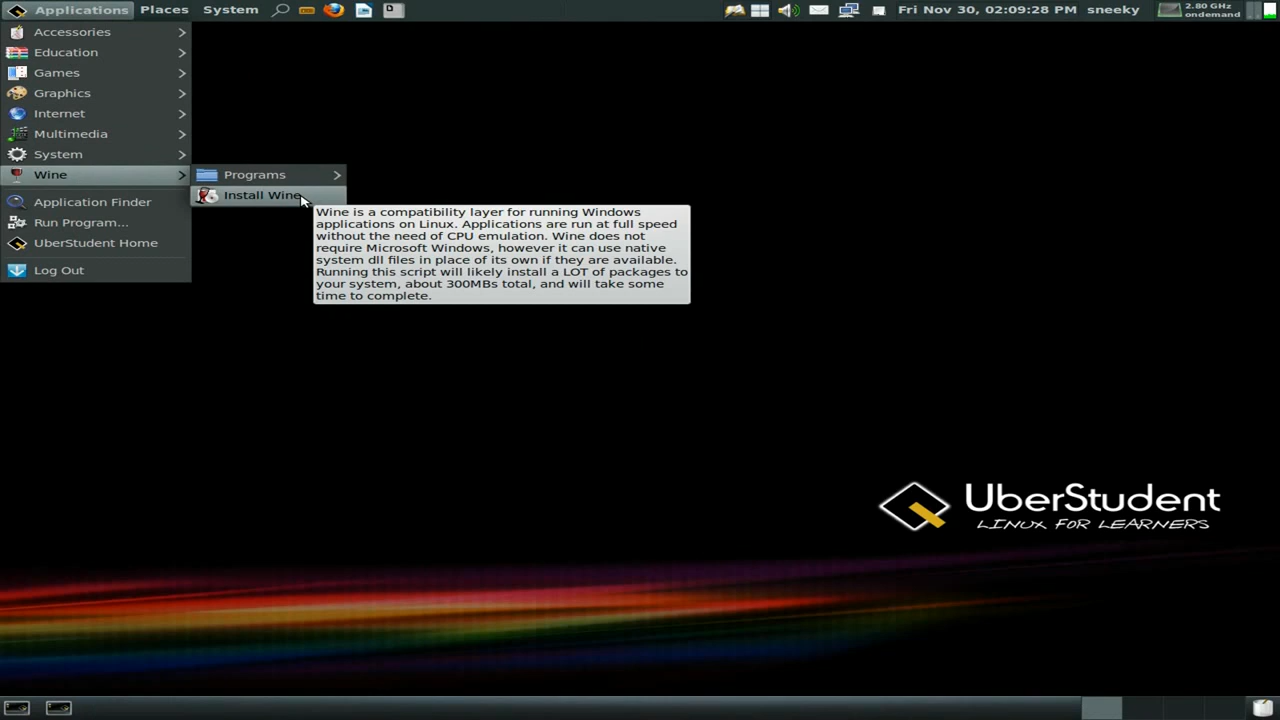 Applications Places System Fri Nov 30, 02:09:28 PM sneeky 2.80 GHz
ondemand
Accessories
Education
Games
Graphics
Internet
Multimedia
System
Wine
Application Finder
Run Program...
UberStudent Home
Log Out
Programs
Install Wine
Wine is a compatibility layer for running Windows
applications on Linux. Applications are run at full speed
without the need of CPU emulation. Wine does not
require Microsoft Windows, however it can use native
system dll files in place of its own if they are available.
Running this script will likely install a LOT of packages to
your system, about 300MBs total, and will take some
time to complete.
UberStudent
LINUX FOR LEARNERS